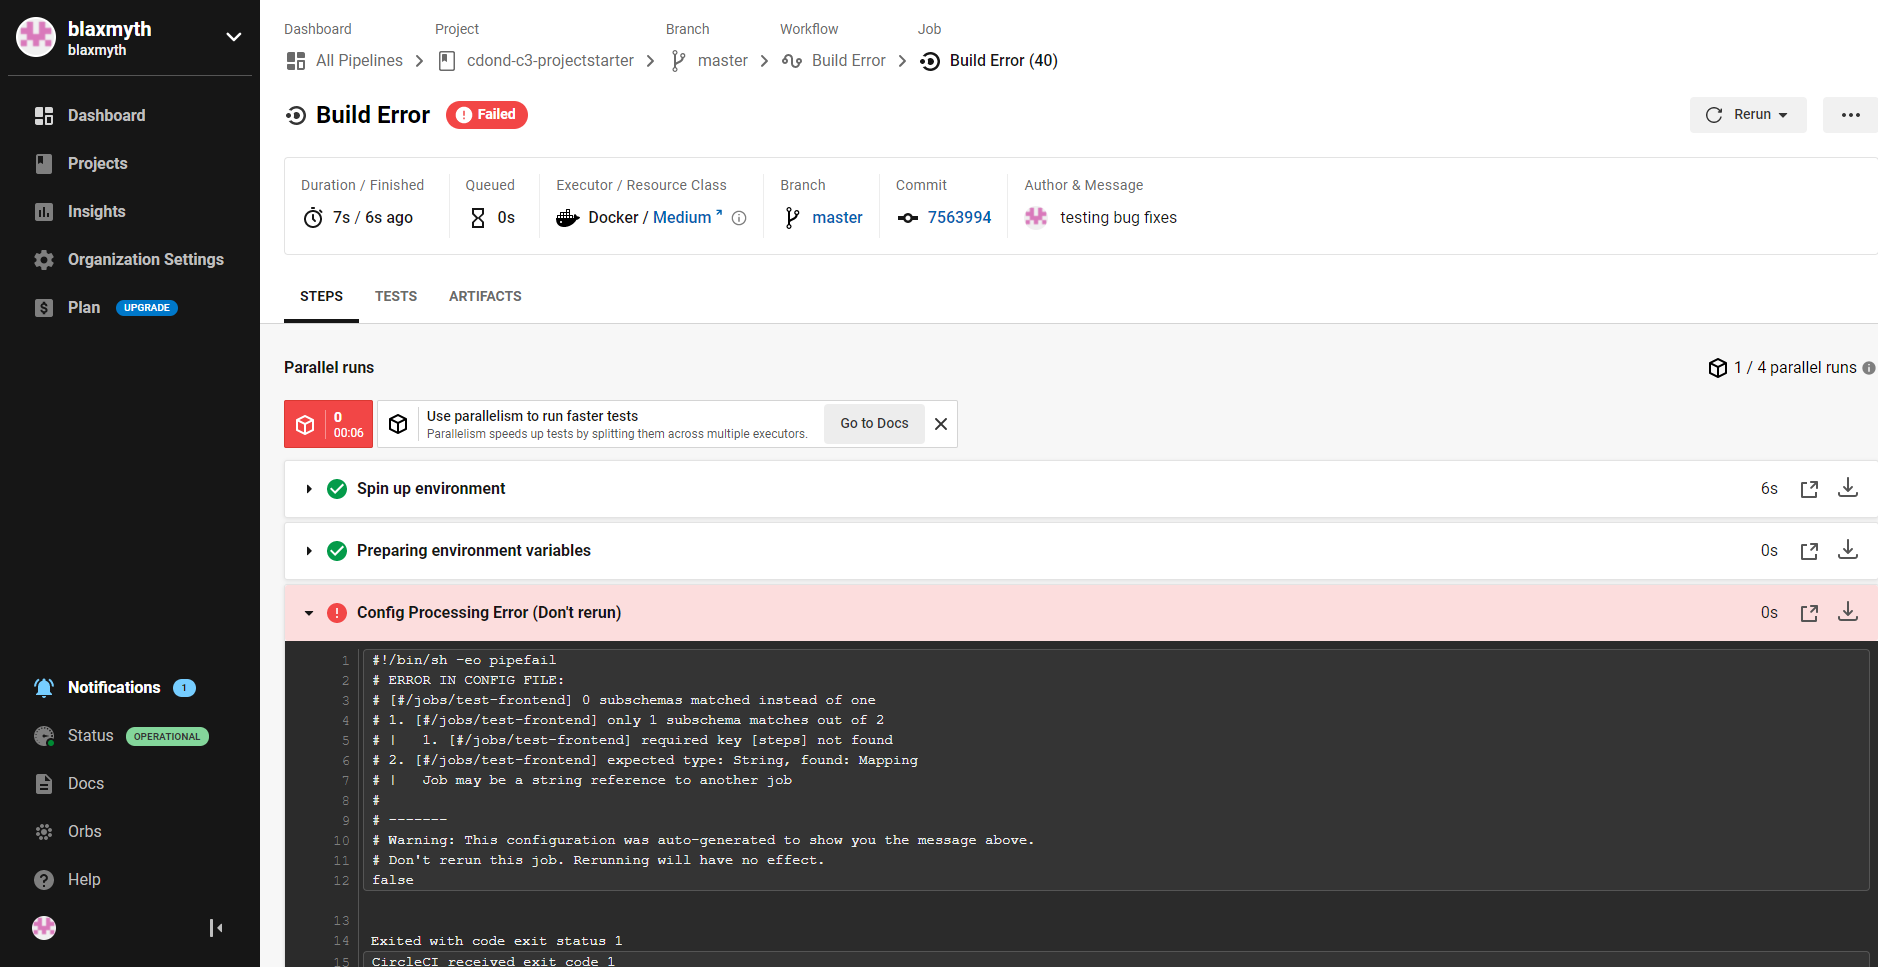 blaxmyth
blaxmyth
Dashboard
Projects
Insights
Organization Settings
Plan UPGRADE
Notifications 1
Status OPERATIONAL
Docs
Orbs
Help
Dashboard Project Branch Workflow Job
All Pipelines cdond-c3-projectstarter master Build Error Build Error (40)
Build Error Failed
Rerun
Duration / Finished Queued Executor / Resource Class Branch Commit Author & Message
7s / 6s ago 0s Docker / Medium master 7563994 testing bug fixes
STEPS TESTS ARTIFACTS
Parallel runs
1 / 4 parallel runs
0
00:06
Use parallelism to run faster tests
Parallelism speeds up tests by splitting them across multiple executors.
Go to Docs
Spin up environment 6s
Preparing environment variables 0s
Config Processing Error (Don't rerun) 0s
1 #!/bin/sh -eo pipefail
2 # ERROR IN CONFIG FILE:
3 # [#/jobs/test-frontend] 0 subschemas matched instead of one
4 # 1. [#/jobs/test-frontend] only 1 subschema matches out of 2
5 # |   1. [#/jobs/test-frontend] required key [steps] not found
6 # 2. [#/jobs/test-frontend] expected type: String, found: Mapping
7 # |   Job may be a string reference to another job
8 #
9 # -------
10 # Warning: This configuration was auto-generated to show you the message above.
11 # Don't rerun this job. Rerunning will have no effect.
12 false
13
14 Exited with code exit status 1
15 CircleCI received exit code 1